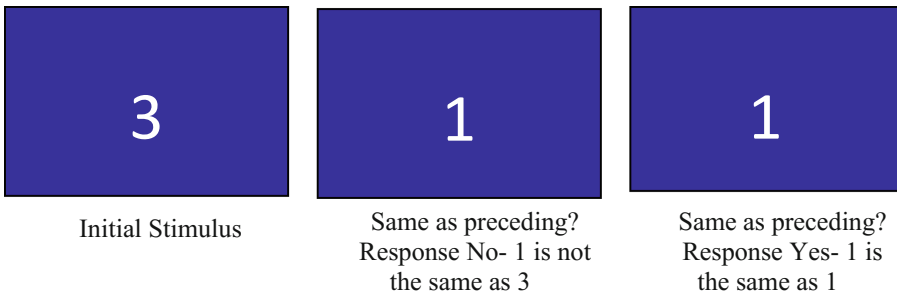 3
Initial Stimulus
1
Same as preceding?
Response No- 1 is not
the same as 3
1
Same as preceding?
Response Yes- 1 is
the same as 1